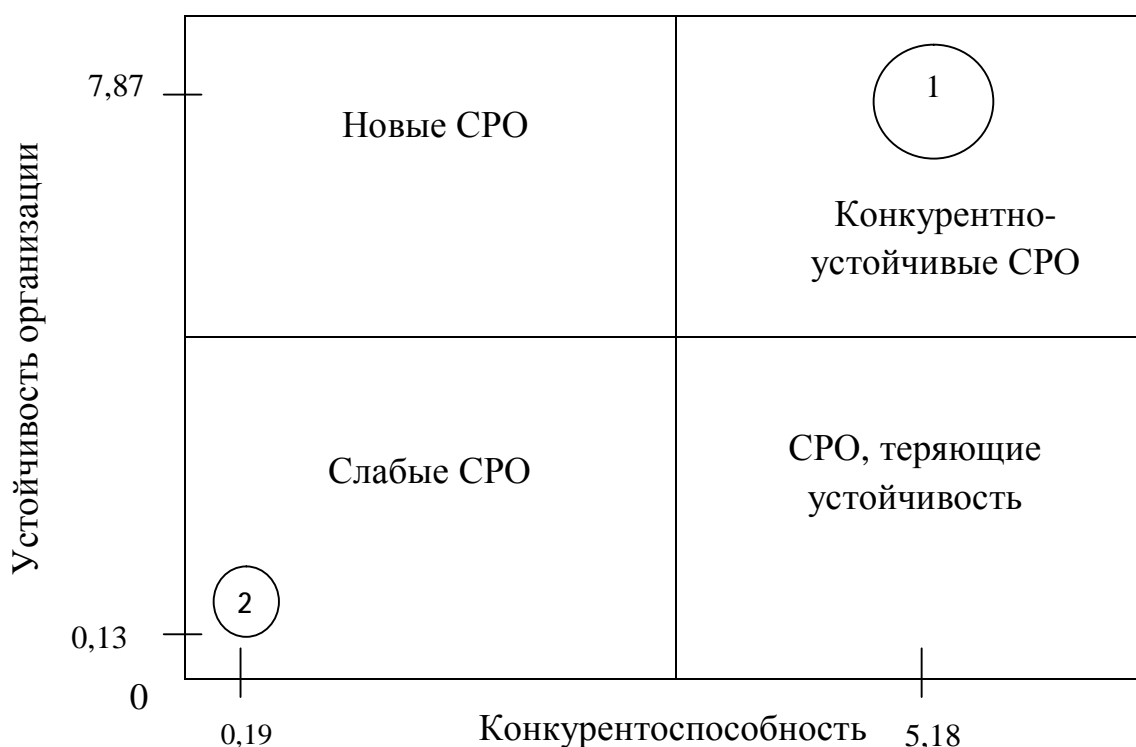 7,87
1
Новые СРО
Конкурентно-
устойчивые СРО
Устойчивость организации
Слабые СРО
СРО, теряющие
устойчивость
2
0,13
0
0,19
Конкурентоспособность
5,18